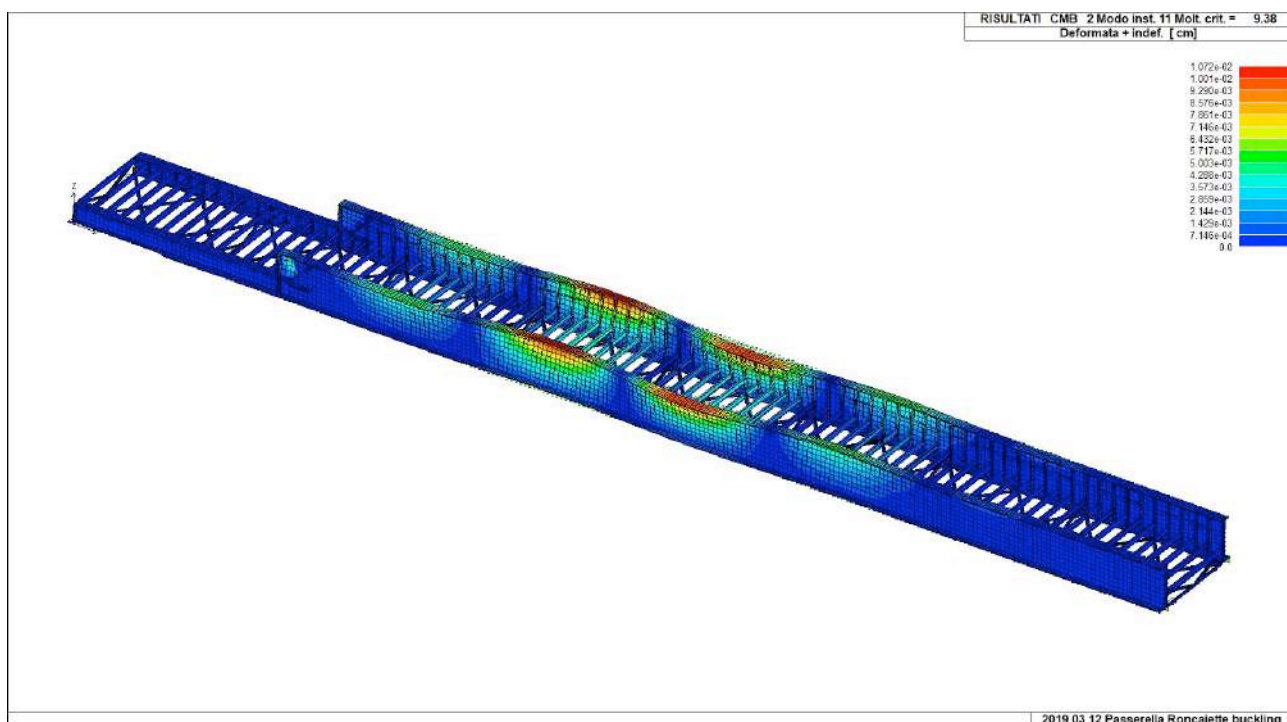 RISULTATI CMB 2 Modo inst. 11 Molt. crit. = 9.38
Deformata + indef. [ cm]
1.072e-02
1.001e-02
9.290e-03
8.576e-03
7.861e-03
7.146e-03
6.432e-03
5.717e-03
5.003e-03
4.288e-03
3.573e-03
2.859e-03
2.144e-03
1.429e-03
7.146e-04
0.0
Z
2019 03 12 Passerella Roncajette buckling